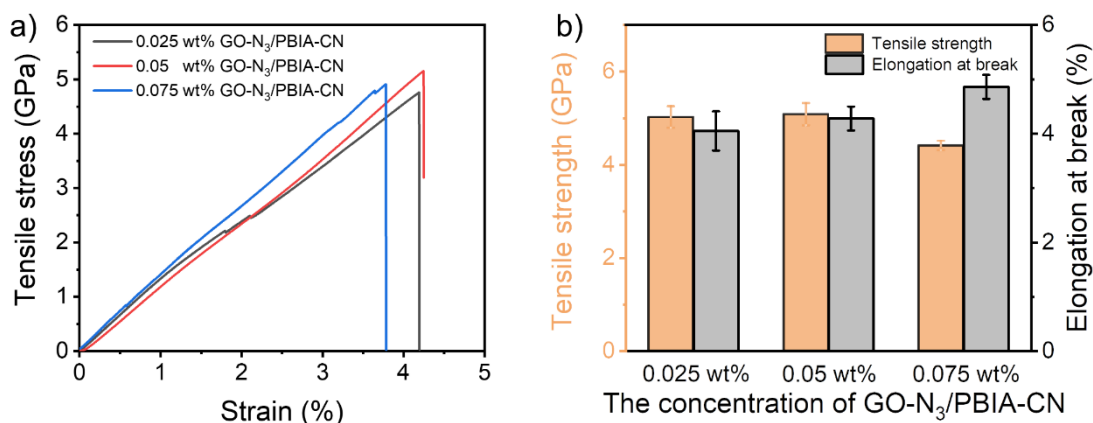 a)
Tensile stress (GPa)
6
5
4
3
2
1
0
0.025 wt% GO-N₃/PBIA-CN
0.05 wt% GO-N₃/PBIA-CN
0.075 wt% GO-N₃/PBIA-CN
0 1 2 3 4 5
Strain (%)
b)
Tensile strength (GPa)
6
4
2
0
Tensile strength
Elongation at break
6
4
2
0
Elongation at break (%)
0.025 wt% 0.05 wt% 0.075 wt%
The concentration of GO-N₃/PBIA-CN